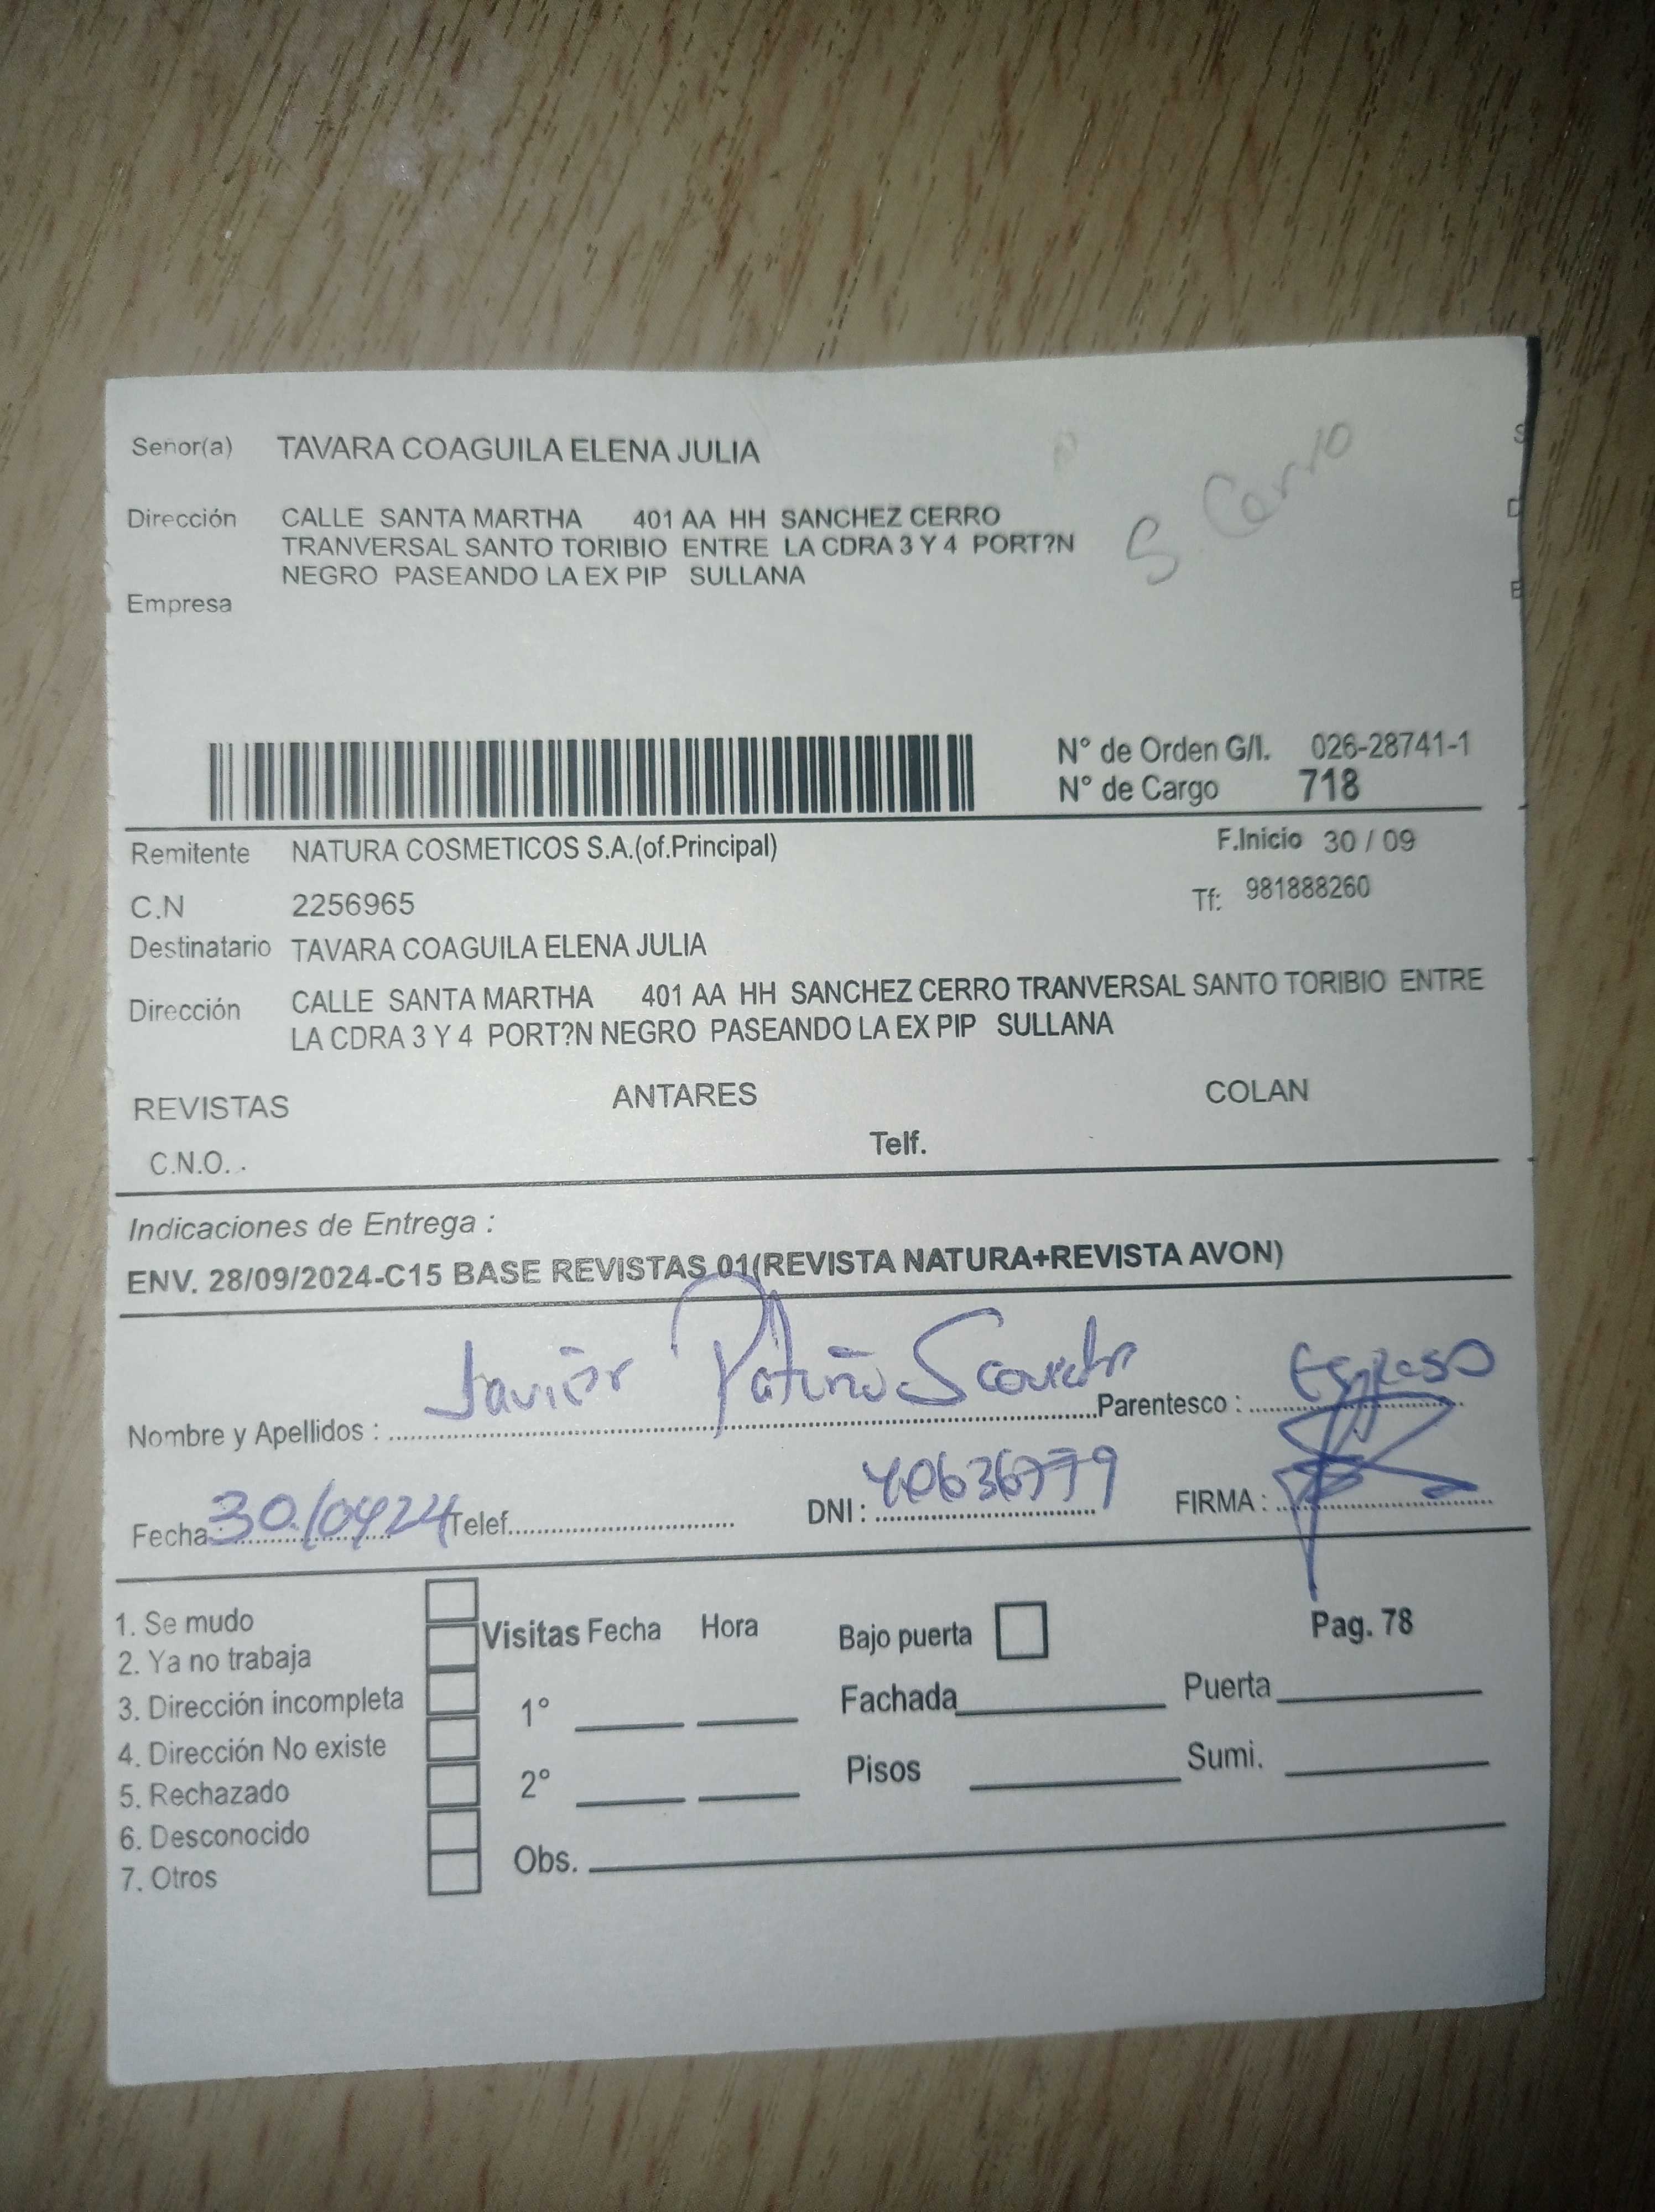 Señor(a) TAVARA COAGUILA ELENA JULIA
Dirección CALLE SANTA MARTHA 401 AA HH SANCHEZ CERRO
TRANVERSAL SANTO TORIBIO ENTRE LA CDRA 3 Y 4 PORT?N
NEGRO PASEANDO LA EX PIP SULLANA
Empresa
S. Cerro
S
D
E
N° de Orden G/I. 026-28741-1
N° de Cargo 718
Remitente NATURA COSMETICOS S.A.(of.Principal) F.Inicio 30 / 09
C.N 2256965 Tf: 981888260
Destinatario TAVARA COAGUILA ELENA JULIA
Dirección CALLE SANTA MARTHA 401 AA HH SANCHEZ CERRO TRANVERSAL SANTO TORIBIO ENTRE
LA CDRA 3 Y 4 PORT?N NEGRO PASEANDO LA EX PIP SULLANA
REVISTAS ANTARES COLAN
C.N.O. . Telf.
Indicaciones de Entrega :
ENV. 28/09/2024-C15 BASE REVISTAS 01(REVISTA NATURA+REVISTA AVON)
Nombre y Apellidos : Javier Patiño Parentesco : Esposo
Fecha: 30/0924 Telef. DNI : 40636779 FIRMA :
1. Se mudo
2. Ya no trabaja
3. Dirección incompleta
4. Dirección No existe
5. Rechazado
6. Desconocido
7. Otros
Visitas Fecha Hora Bajo puerta Pag. 78
1° Fachada Puerta
2° Pisos Sumi.
Obs.